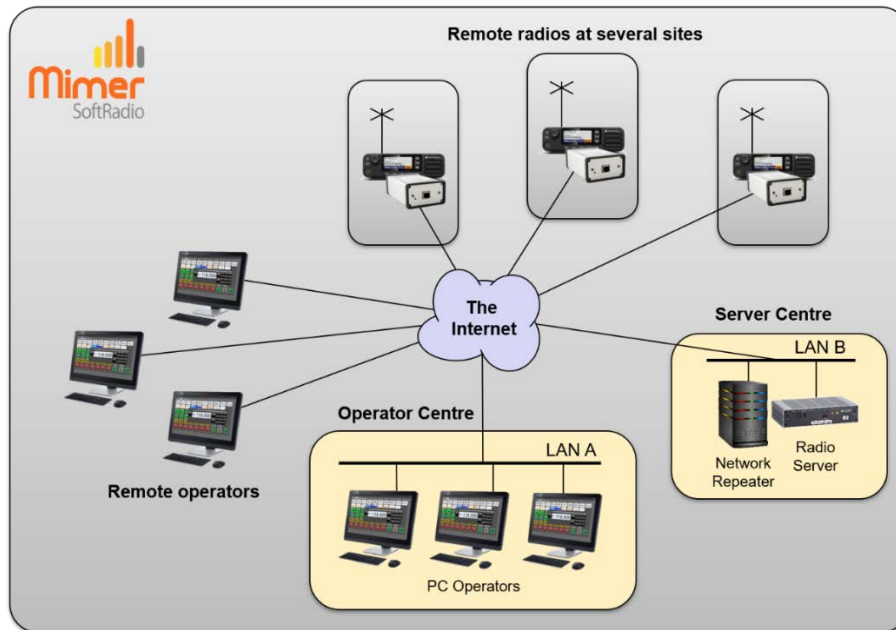 Remote radios at several sites
Mimer
SoftRadio
The
Internet
Server Centre
LAN B
Network
Repeater
Radio
Server
Operator Centre
LAN A
Remote operators
PC Operators